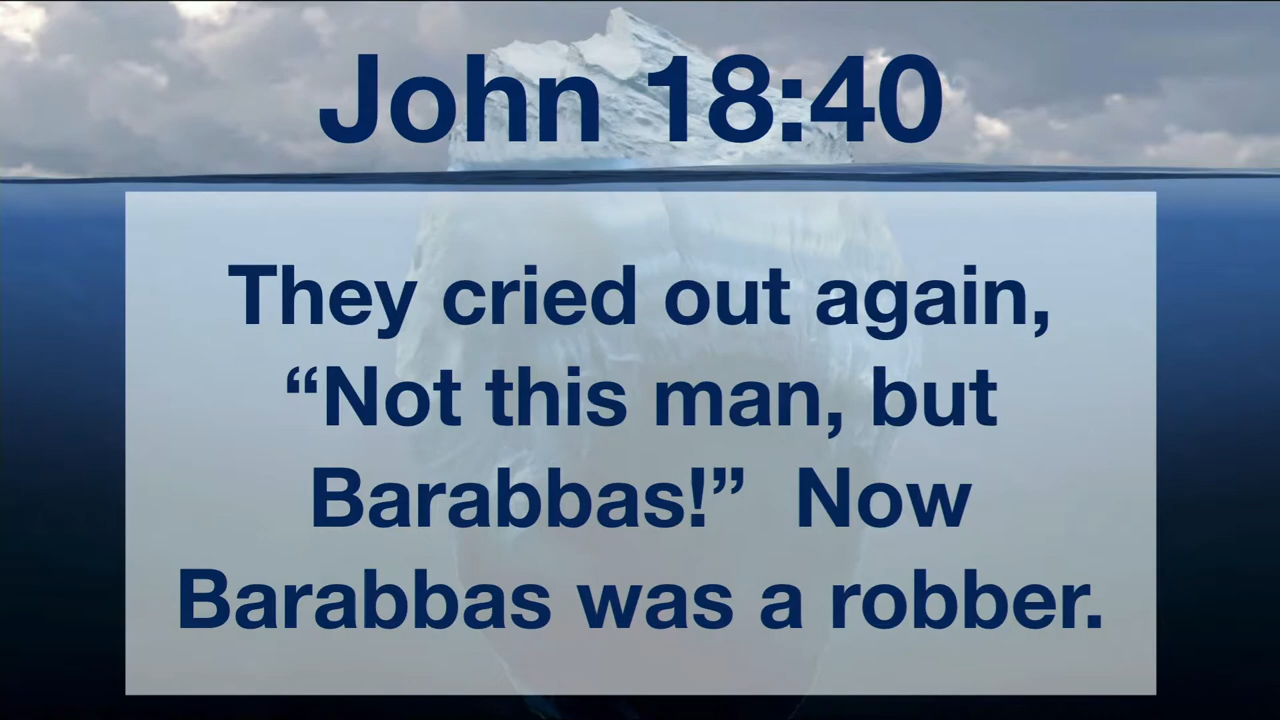 John 18:40
They cried out again,
“Not this man, but
Barabbas!”  Now
Barabbas was a robber.